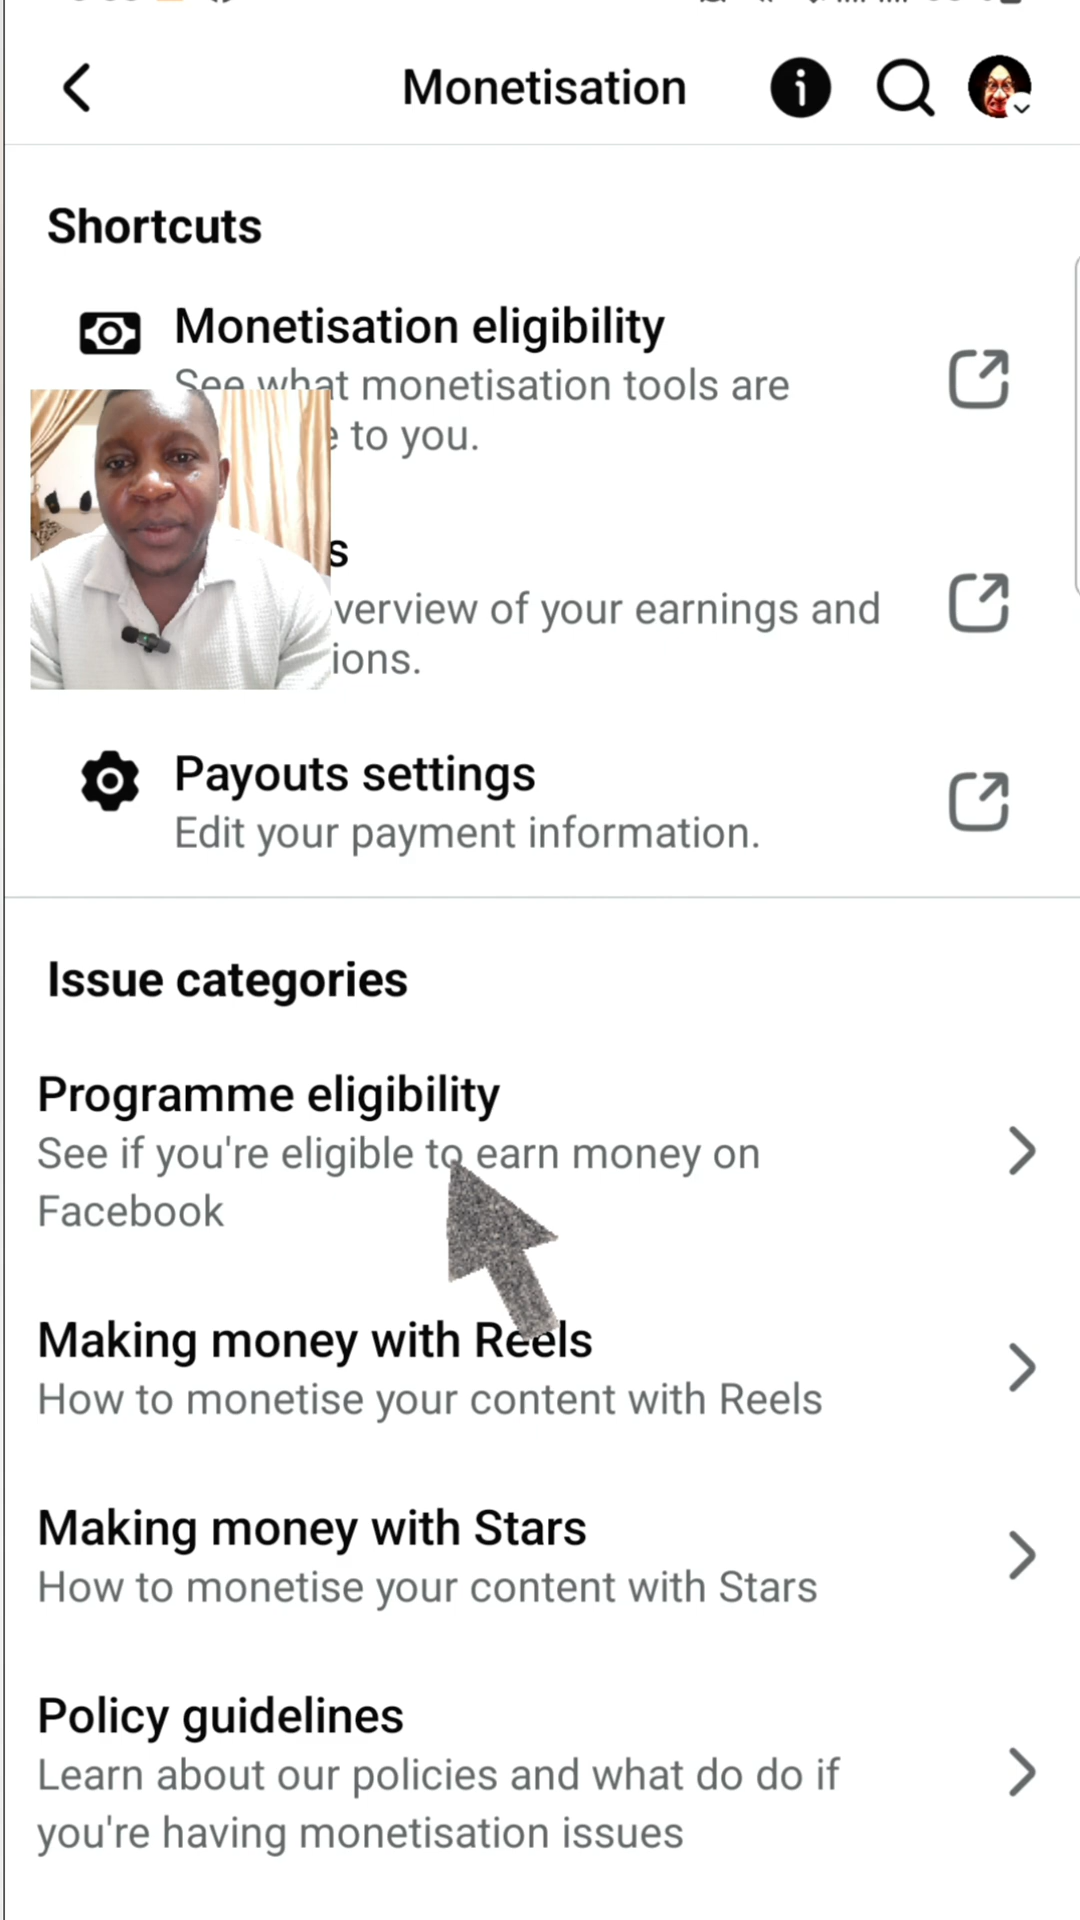 Monetisation
Shortcuts
Monetisation eligibility
See what monetisation tools are
to you.
verview of your earnings and
ions.
Payouts settings
Edit your payment information.
Issue categories
Programme eligibility
See if you're eligible to earn money on
Facebook
Making money with Reels
How to monetise your content with Reels
Making money with Stars
How to monetise your content with Stars
Policy guidelines
Learn about our policies and what do do if
you're having monetisation issues